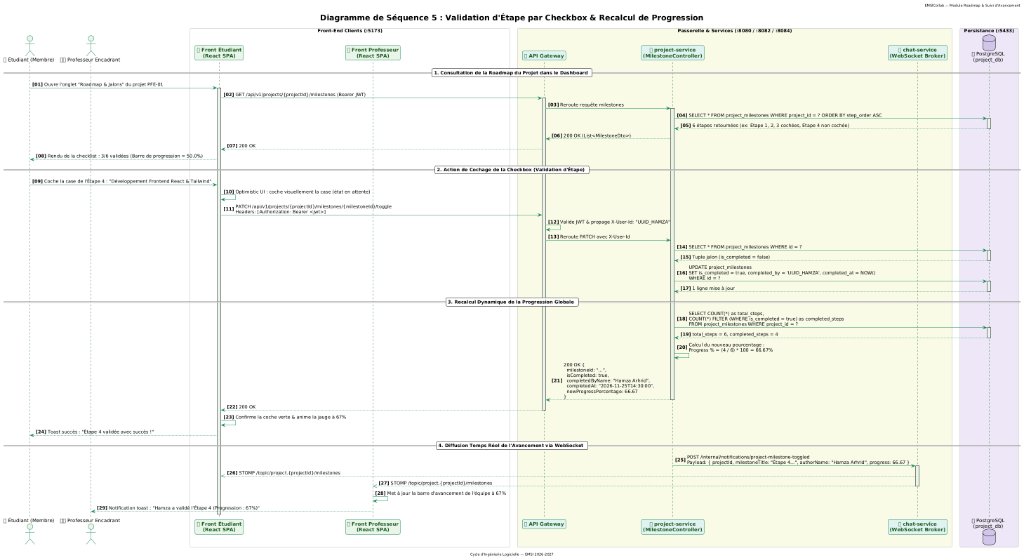 EMSICollab — Module Roadmap & Suivi d'Avancement
Diagramme de Séquence 5 : Validation d'Étape par Checkbox & Recalcul de Progression
Front-End Clients (:5173)
Passerelle & Services (:8080 / :8082 / :8084)
Persistance (:5433)
Étudiant (Membre)
Professeur Encadrant
Front Étudiant
(React SPA)
Front Professeur
(React SPA)
API Gateway
project-service
(MilestoneController)
chat-service
(WebSocket Broker)
PostgreSQL
(project_db)
1. Consultation de la Roadmap du Projet dans le Dashboard
[01] Ouvre l'onglet "Roadmap & Jalons" du projet PFE-01
[02] GET /api/v1/projects/{projectId}/milestones (Bearer JWT)
[03] Reroute requête milestones
[04] SELECT * FROM project_milestones WHERE project_id = ? ORDER BY step_order ASC
[05] 6 étapes retournées (ex: Étape 1, 2, 3 cochées, Étape 4 non cochée)
[06] 200 OK (List<MilestoneDto>)
[07] 200 OK
[08] Rendu de la checklist : 3/6 validées (Barre de progression = 50.0%)
2. Action de Cochage de la Checkbox (Validation d'Étape)
[09] Coche la case de l'Étape 4 : "Développement Frontend React & Tailwind"
[10] Optimistic UI : coche visuellement la case (état en attente)
[11] PATCH /api/v1/projects/{projectId}/milestones/{milestoneId}/toggle
Headers: [Authorization: Bearer <jwt>]
[12] Valide JWT & propage X-User-Id: "UUID_HAMZA"
[13] Reroute PATCH avec X-User-Id
[14] SELECT * FROM project_milestones WHERE id = ?
[15] Tuple jalon (is_completed = false)
UPDATE project_milestones
[16] SET is_completed = true, completed_by = 'UUID_HAMZA', completed_at = NOW()
WHERE id = ?
[17] 1 ligne mise à jour
3. Recalcul Dynamique de la Progression Globale
SELECT COUNT(*) as total_steps,
[18] COUNT(*) FILTER (WHERE is_completed = true) as completed_steps
FROM project_milestones WHERE project_id = ?
[19] total_steps = 6, completed_steps = 4
[20] Calcul du nouveau pourcentage :
Progress % = (4 / 6) * 100 = 66.67%
200 OK {
milestoneId: "...",
isCompleted: true,
[21] completedByName: "Hamza Arhrid",
completedAt: "2026-11-25T14:30:00",
newProgressPercentage: 66.67
}
[22] 200 OK
[23] Confirme la coche verte & anime la jauge à 67%
[24] Toast succès : "Étape 4 validée avec succès !"
4. Diffusion Temps Réel de l'Avancement via WebSocket
[25] POST /internal/notifications/project-milestone-toggled
Payload: { projectId, milestoneTitle: "Étape 4...", authorName: "Hamza Arhrid", progress: 66.67 }
[26] STOMP /topic/project.{projectId}/milestones
[27] STOMP /topic/project.{projectId}/milestones
[28] Met à jour la barre d'avancement de l'équipe à 67%
[29] Notification toast : "Hamza a validé l'Étape 4 (Progression : 67%)"
Étudiant (Membre)
Professeur Encadrant
Front Étudiant
(React SPA)
Front Professeur
(React SPA)
API Gateway
project-service
(MilestoneController)
chat-service
(WebSocket Broker)
PostgreSQL
(project_db)
Cycle d'Ingénierie Logicielle — EMSI 2026-2027